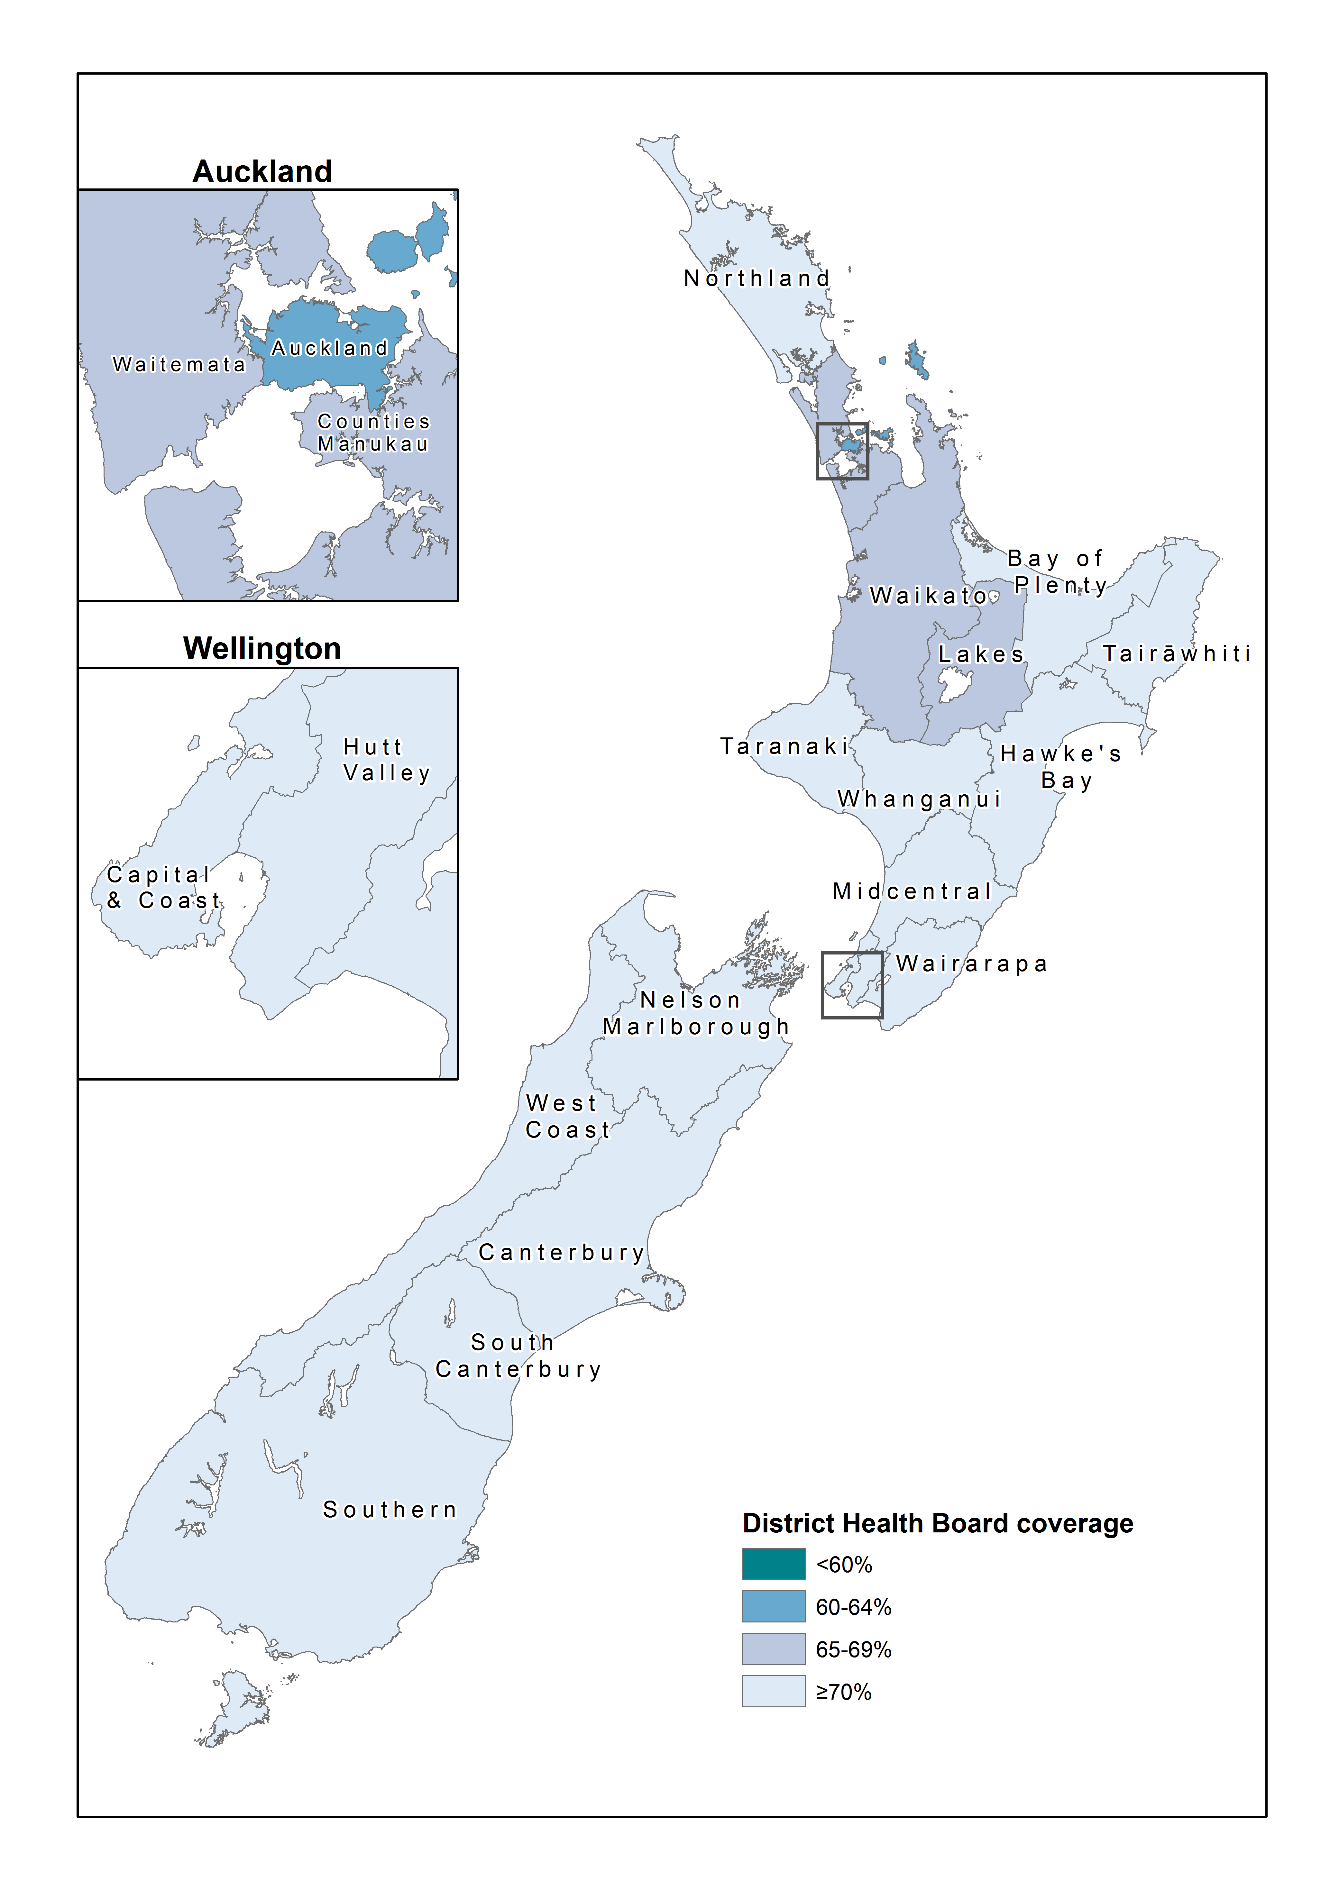 Auckland
Waitemata
Auckland
Counties
Manukau
Wellington
Hutt
Valley
Capital
& Coast
Northland
Bay of
Plenty
Waikato
Lakes
Tairāwhiti
Taranaki
Hawke's
Bay
Whanganui
Midcentral
Wairarapa
Nelson
Marlborough
West
Coast
Canterbury
South
Canterbury
Southern
District Health Board coverage
<60%
60-64%
65-69%
≥70%